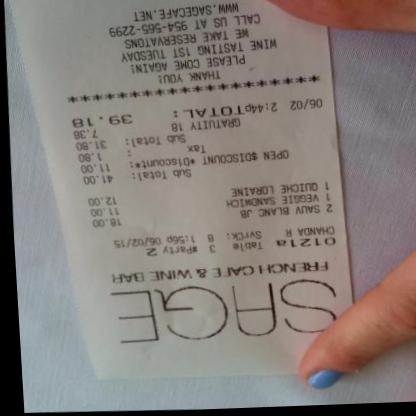 SAGE
FRENCH CAFE & WINE BAR
0121a Table 3 #Party 2
CHANDA R SvrCk: 8 1:56p 06/02/15
2 SAUV BLANC JB 18.00
1 VEGGIE SANDWICH 11.00
1 QUICHE LORAINE 12.00
Sub Total: 41.00
OPEN $DISCOUNT *Discount*: 11.00
Tax : 1.80
Sub Total: 31.80
GRATUITY 18 7.38
06/02 2:44pTOTAL: 39.18
THANK YOU!
PLEASE COME AGAIN!
WINE TASTING 1ST TUESDAY
WE TAKE RESERVATONS
CALL US AT 954-565-2299
WWW.SAGECAFE.NET